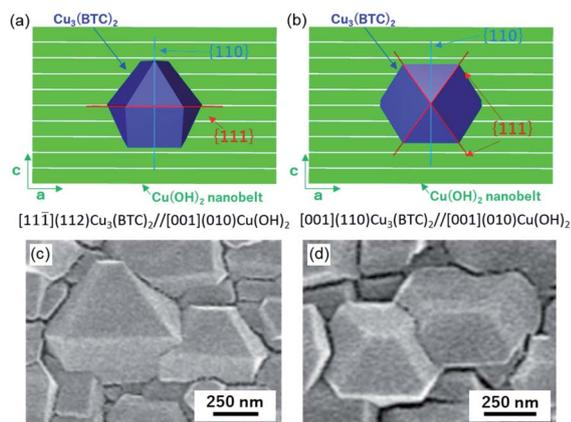 (a)
Cu₃(BTC)₂
{110}
{111}
c
a
Cu(OH)₂ nanobelt
[111̄](112)Cu₃(BTC)₂//[001](010)Cu(OH)₂
(b)
Cu₃(BTC)₂
{110}
{111}
c
a
Cu(OH)₂ nanobelt
[001](110)Cu₃(BTC)₂//[001](010)Cu(OH)₂
(c)
250 nm
(d)
250 nm